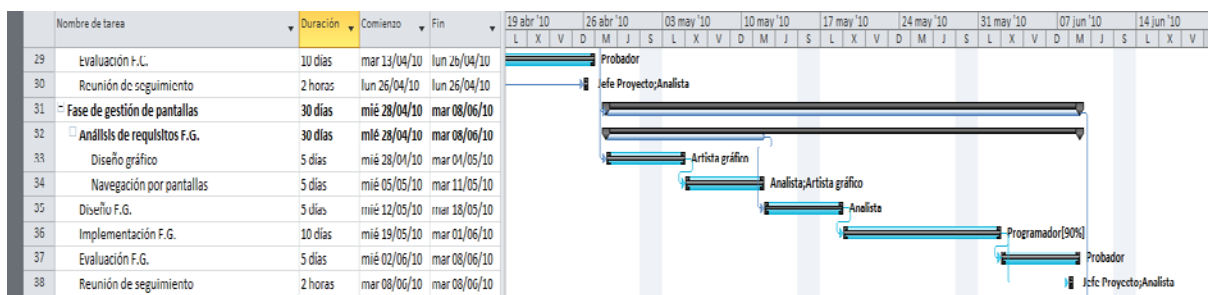 Nombre de tarea Duración Comienzo Fin 19 abr '10 26 abr '10 03 may '10 10 may '10 17 may '10 24 may '10 31 may '10 07 jun '10 14 jun '10
L X V D M J S L X V D M J S L X V D M J S L X V D M J S L X V
29 Evaluación F.C. 10 días mar 13/04/10 lun 26/04/10 Probador
30 Reunión de seguimiento 2 horas lun 26/04/10 lun 26/04/10 Jefe Proyecto;Analista
31 Fase de gestión de pantallas 30 días mié 28/04/10 mar 08/06/10
32 Análisis de requisitos F.G. 30 días mié 28/04/10 mar 08/06/10
33 Diseño gráfico 5 días mié 28/04/10 mar 04/05/10 Artista gráfico
34 Navegación por pantallas 5 días mié 05/05/10 mar 11/05/10 Analista;Artista gráfico
35 Diseño F.G. 5 días mié 12/05/10 mar 18/05/10 Analista
36 Implementación F.G. 10 días mié 19/05/10 mar 01/06/10 Programador[90%]
37 Evaluación F.G. 5 días mié 02/06/10 mar 08/06/10 Probador
38 Reunión de seguimiento 2 horas mar 08/06/10 mar 08/06/10 Jefe Proyecto;Analista